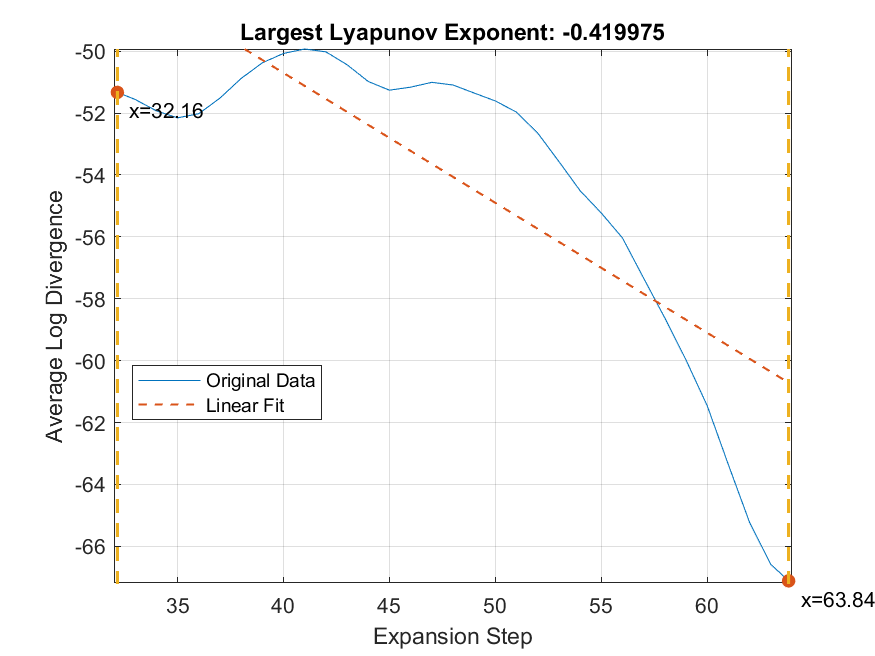 Largest Lyapunov Exponent: -0.419975
-50
-52
-54
-56
-58
-60
-62
-64
-66
Average Log Divergence
x=32.16
Original Data
Linear Fit
x=63.84
35 40 45 50 55 60
Expansion Step